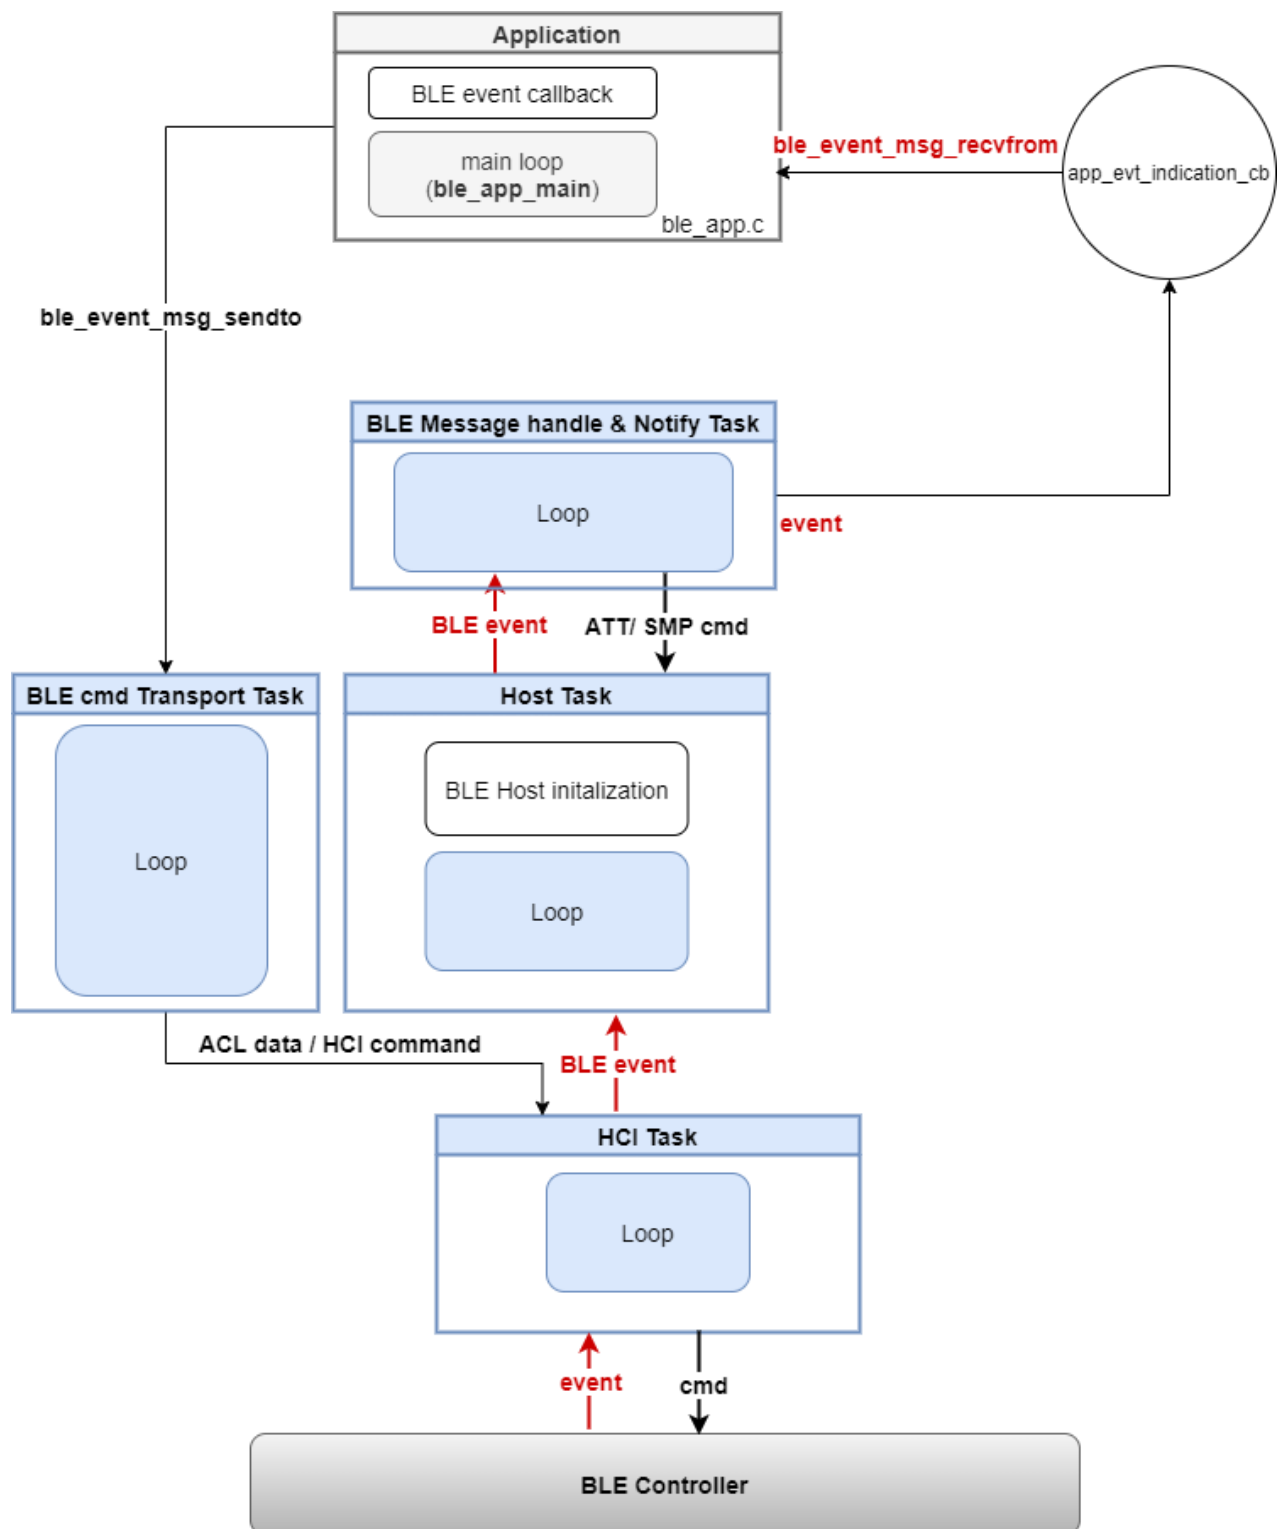 Application
BLE event callback
main loop
(ble_app_main)
ble_app.c
ble_event_msg_recvfrom
app_evt_indication_cb
ble_event_msg_sendto
BLE Message handle & Notify Task
Loop
event
BLE event
ATT/ SMP cmd
BLE cmd Transport Task
Loop
Host Task
BLE Host initalization
Loop
ACL data / HCI command
BLE event
HCI Task
Loop
event
cmd
BLE Controller